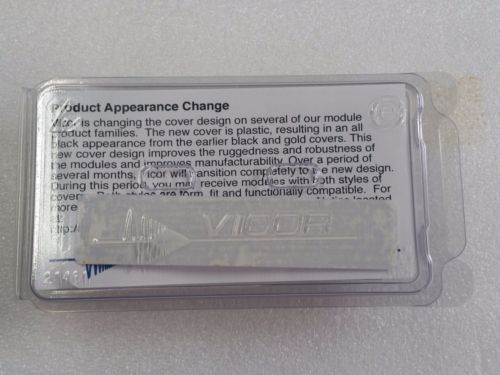 Product Appearance Change
Vicor is changing the cover design on several of our module
product families. The new cover is plastic, resulting in an all
black appearance from the earlier black and gold covers. This
new cover design improves the ruggedness and robustness of
the modules and improves manufacturability. Over a period of
several months, Vicor will transition completely to the new design.
During this period, you may receive modules with both styles of
covers. Both styles are form, fit and functionally compatible. For
more located
at:
http:/
VICOR